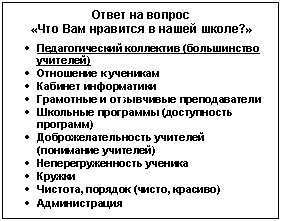 Ответ на вопрос
«Что Вам нравится в нашей школе?»
• Педагогический коллектив (большинство
учителей)
• Отношение к ученикам
• Кабинет информатики
• Грамотные и отзывчивые преподаватели
• Школьные программы (доступность
программ)
• Доброжелательность учителей
(понимание учителей)
• Неперегруженность ученика
• Кружки
• Чистота, порядок (чисто, красиво)
• Администрация